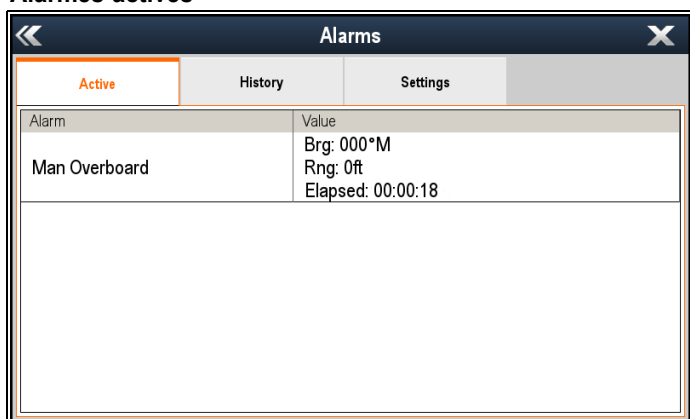 Alarmes actives
Alarms
Active History Settings
Alarm Value
Man Overboard
Brg: 000°M
Rng: 0ft
Elapsed: 00:00:18